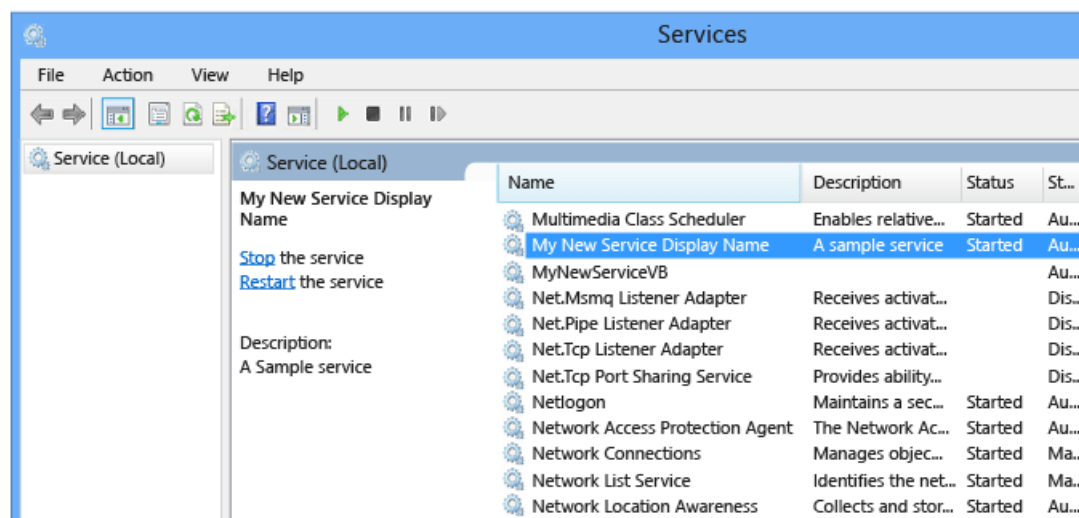 Services
File Action View Help
Service (Local)
Service (Local)
My New Service Display
Name
Stop the service
Restart the service
Description:
A Sample service
Name Description Status St...
Multimedia Class Scheduler Enables relative... Started Au...
My New Service Display Name A sample service Started Au...
MyNewServiceVB Au...
Net.Msmq Listener Adapter Receives activat... Dis...
Net.Pipe Listener Adapter Receives activat... Dis...
Net.Tcp Listener Adapter Receives activat... Dis...
Net.Tcp Port Sharing Service Provides ability... Dis...
Netlogon Maintains a sec... Started Au...
Network Access Protection Agent The Network Ac... Started Au...
Network Connections Manages objec... Started Ma...
Network List Service Identifies the net... Started Ma...
Network Location Awareness Collects and stor... Started Au...